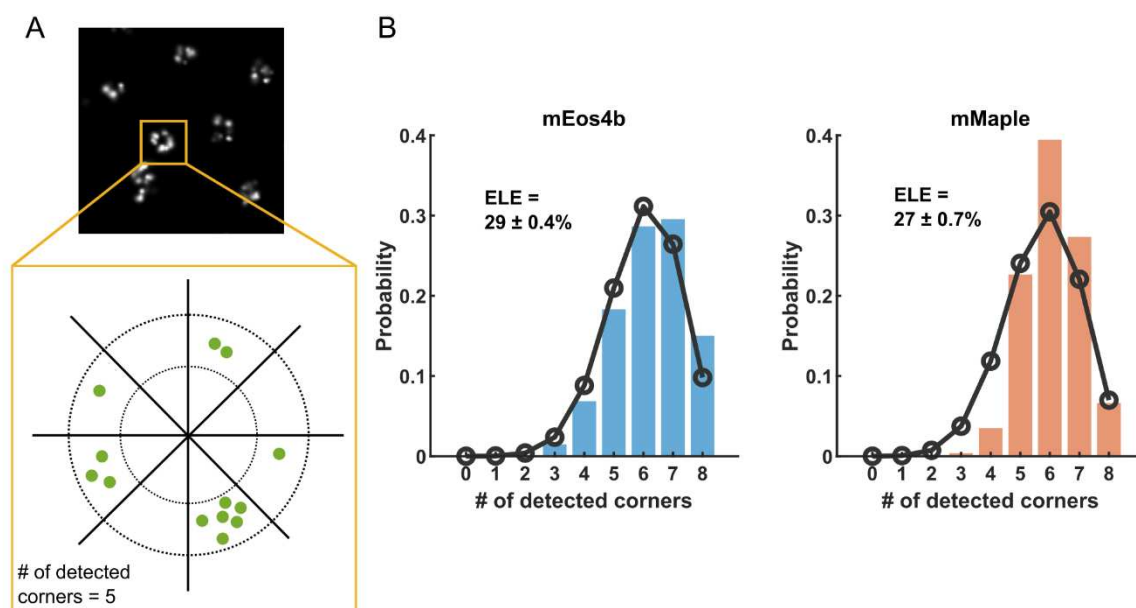 A
# of detected
corners = 5
B
mEos4b
ELE =
29 ± 0.4%
Probability
0.4
0.3
0.2
0.1
0
0 1 2 3 4 5 6 7 8
# of detected corners
mMaple
ELE =
27 ± 0.7%
Probability
0.4
0.3
0.2
0.1
0
0 1 2 3 4 5 6 7 8
# of detected corners